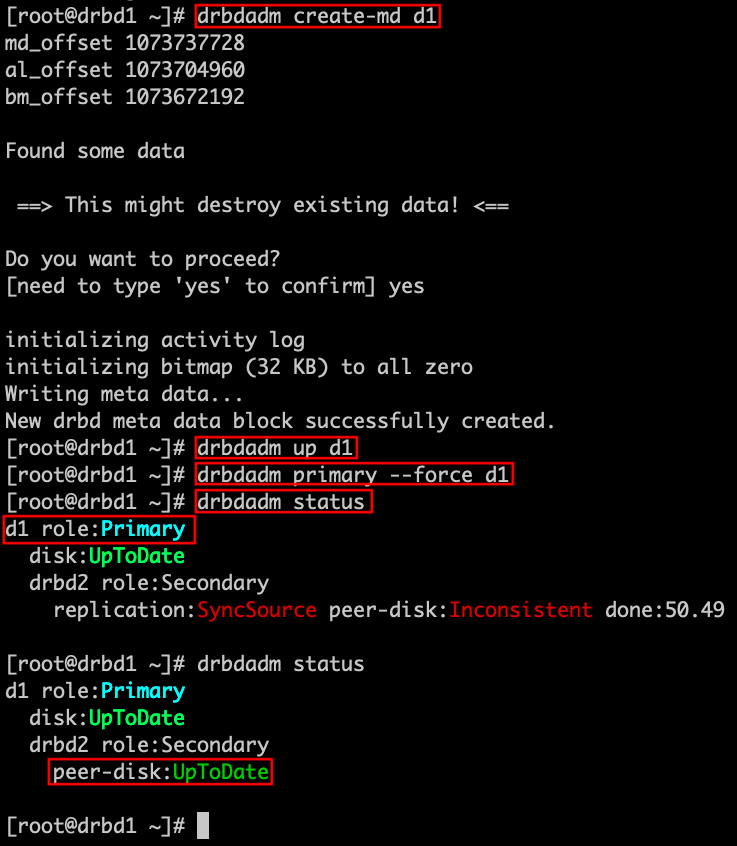 [root@drbd1 ~]# drbdadm create-md d1
md_offset 1073737728
al_offset 1073704960
bm_offset 1073672192
Found some data
==> This might destroy existing data! <==
Do you want to proceed?
[need to type 'yes' to confirm] yes
initializing activity log
initializing bitmap (32 KB) to all zero
Writing meta data...
New drbd meta data block successfully created.
[root@drbd1 ~]# drbdadm up d1
[root@drbd1 ~]# drbdadm primary --force d1
[root@drbd1 ~]# drbdadm status
d1 role:Primary
disk:UpToDate
drbd2 role:Secondary
replication:SyncSource peer-disk:Inconsistent done:50.49
[root@drbd1 ~]# drbdadm status
d1 role:Primary
disk:UpToDate
drbd2 role:Secondary
peer-disk:UpToDate
[root@drbd1 ~]#